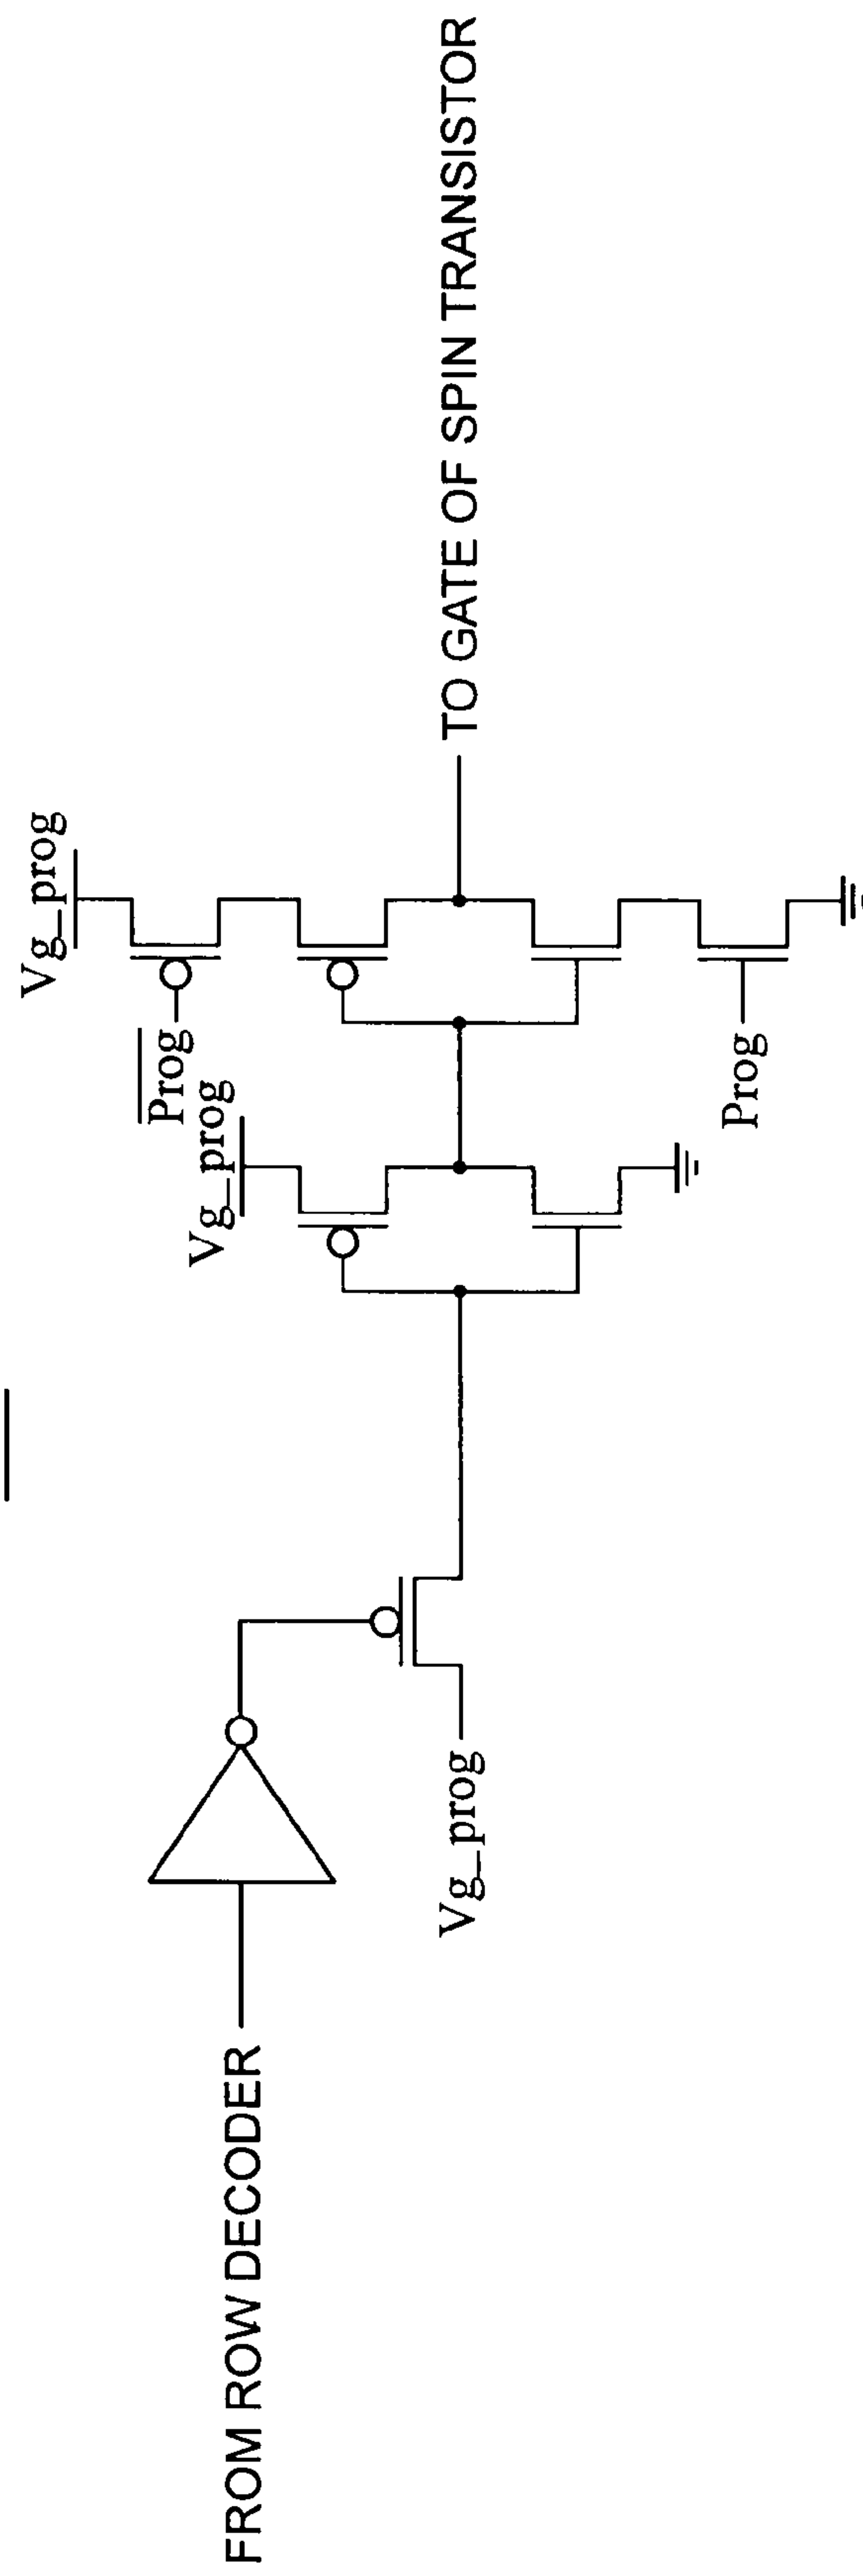 FROM ROW DECODER
Vg_prog
Vg_prog
Prog
Vg_prog
Prog
TO GATE OF SPIN TRANSISTOR